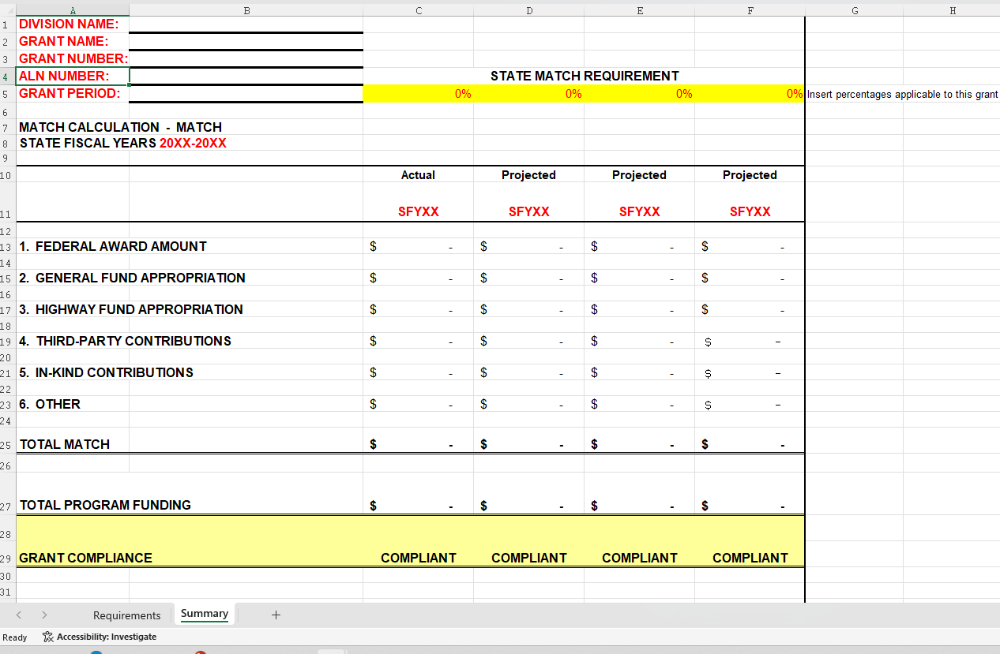 A B C D E F G H
1 DIVISION NAME:
2 GRANT NAME:
3 GRANT NUMBER:
4 ALN NUMBER: STATE MATCH REQUIREMENT
5 GRANT PERIOD: 0% 0% 0% 0% Insert percentages applicable to this grant
6
7 MATCH CALCULATION - MATCH
8 STATE FISCAL YEARS 20XX-20XX
9
10 Actual Projected Projected Projected
11 SFYXX SFYXX SFYXX SFYXX
12
13 1. FEDERAL AWARD AMOUNT $ - $ - $ - $ -
14
15 2. GENERAL FUND APPROPRIATION $ - $ - $ - $ -
16
17 3. HIGHWAY FUND APPROPRIATION $ - $ - $ - $ -
18
19 4. THIRD-PARTY CONTRIBUTIONS $ - $ - $ - $ -
20
21 5. IN-KIND CONTRIBUTIONS $ - $ - $ - $ -
22
23 6. OTHER $ - $ - $ - $ -
24
25 TOTAL MATCH $ - $ - $ - $ -
26
27 TOTAL PROGRAM FUNDING $ - $ - $ - $ -
28
29 GRANT COMPLIANCE COMPLIANT COMPLIANT COMPLIANT COMPLIANT
30
31
Requirements Summary
Ready Accessibility: Investigate